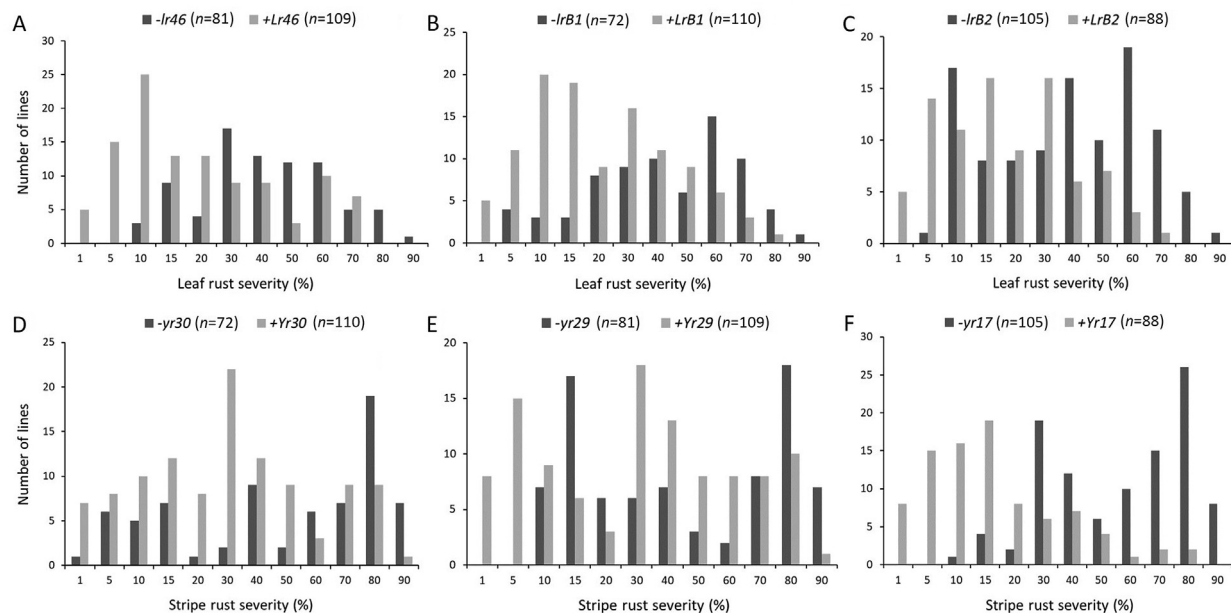 A
-lr46 (n=81) +Lr46 (n=109)
Number of lines
30
25
20
15
10
5
0
1 5 10 15 20 30 40 50 60 70 80 90
Leaf rust severity (%)
B
-lrB1 (n=72) +LrB1 (n=110)
25
20
15
10
5
0
1 5 10 15 20 30 40 50 60 70 80 90
Leaf rust severity (%)
C
-lrB2 (n=105) +LrB2 (n=88)
20
15
10
5
0
1 5 10 15 20 30 40 50 60 70 80 90
Leaf rust severity (%)
D
-yr30 (n=72) +Yr30 (n=110)
Number of lines
25
20
15
10
5
0
1 5 10 15 20 30 40 50 60 70 80 90
Stripe rust severity (%)
E
-yr29 (n=81) +Yr29 (n=109)
20
15
10
5
0
1 5 10 15 20 30 40 50 60 70 80 90
Stripe rust severity (%)
F
-yr17 (n=105) +Yr17 (n=88)
30
25
20
15
10
5
0
1 5 10 15 20 30 40 50 60 70 80 90
Stripe rust severity (%)